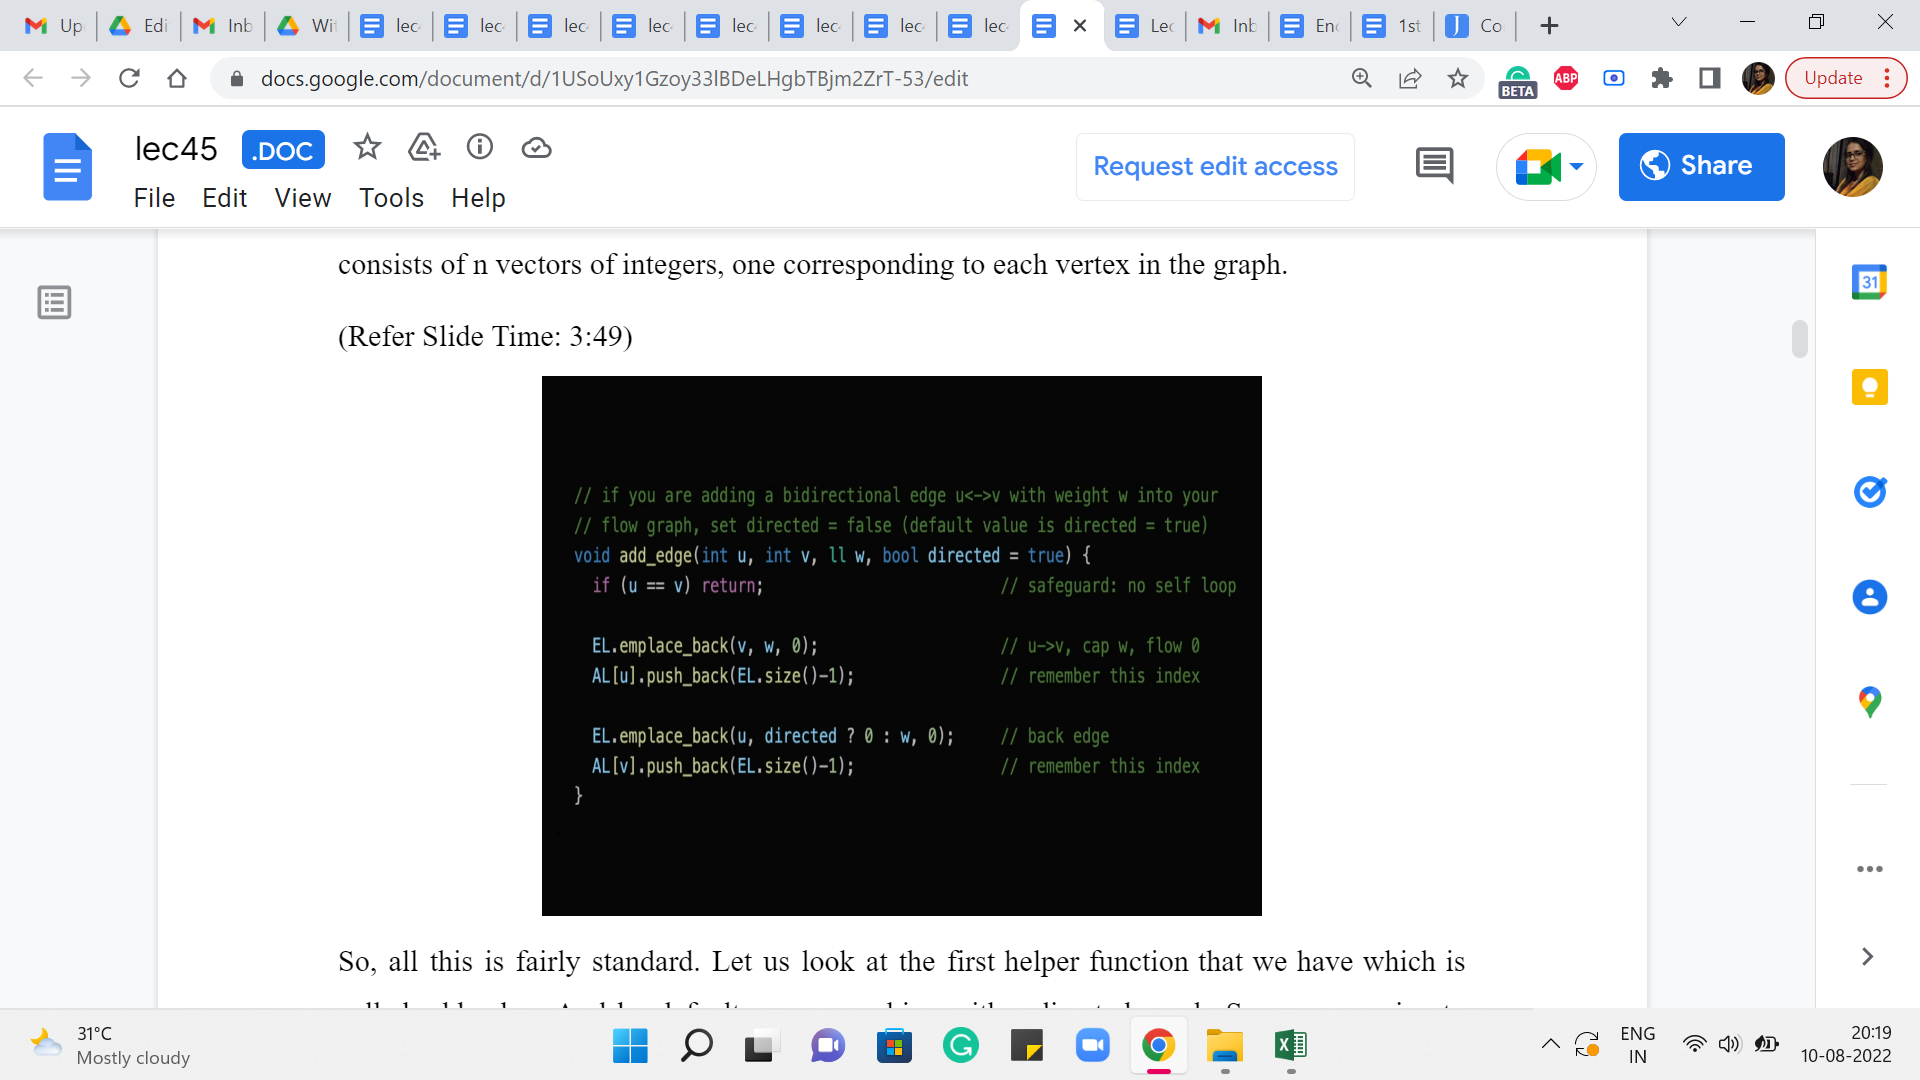 Up
Edi
Inb
Wi
lec
lec
lec
lec
lec
lec
lec
lec
Lec
Inb
Enc
1st
Co
docs.google.com/document/d/1USoUxy1Gzoy33lBDeLHgbTBjm2ZrT-53/edit
BETA
ABP
Update
lec45 .DOC
File Edit View Tools Help
Request edit access
Share
31
consists of n vectors of integers, one corresponding to each vertex in the graph.
(Refer Slide Time: 3:49)
// if you are adding a bidirectional edge u<->v with weight w into your
// flow graph, set directed = false (default value is directed = true)
void add_edge(int u, int v, ll w, bool directed = true) {
if (u == v) return; // safeguard: no self loop
EL.emplace_back(v, w, 0); // u->v, cap w, flow 0
AL[u].push_back(EL.size()-1); // remember this index
EL.emplace_back(u, directed ? 0 : w, 0); // back edge
AL[v].push_back(EL.size()-1); // remember this index
}
So, all this is fairly standard. Let us look at the first helper function that we have which is
31°C
Mostly cloudy
ENG
IN
20:19
10-08-2022